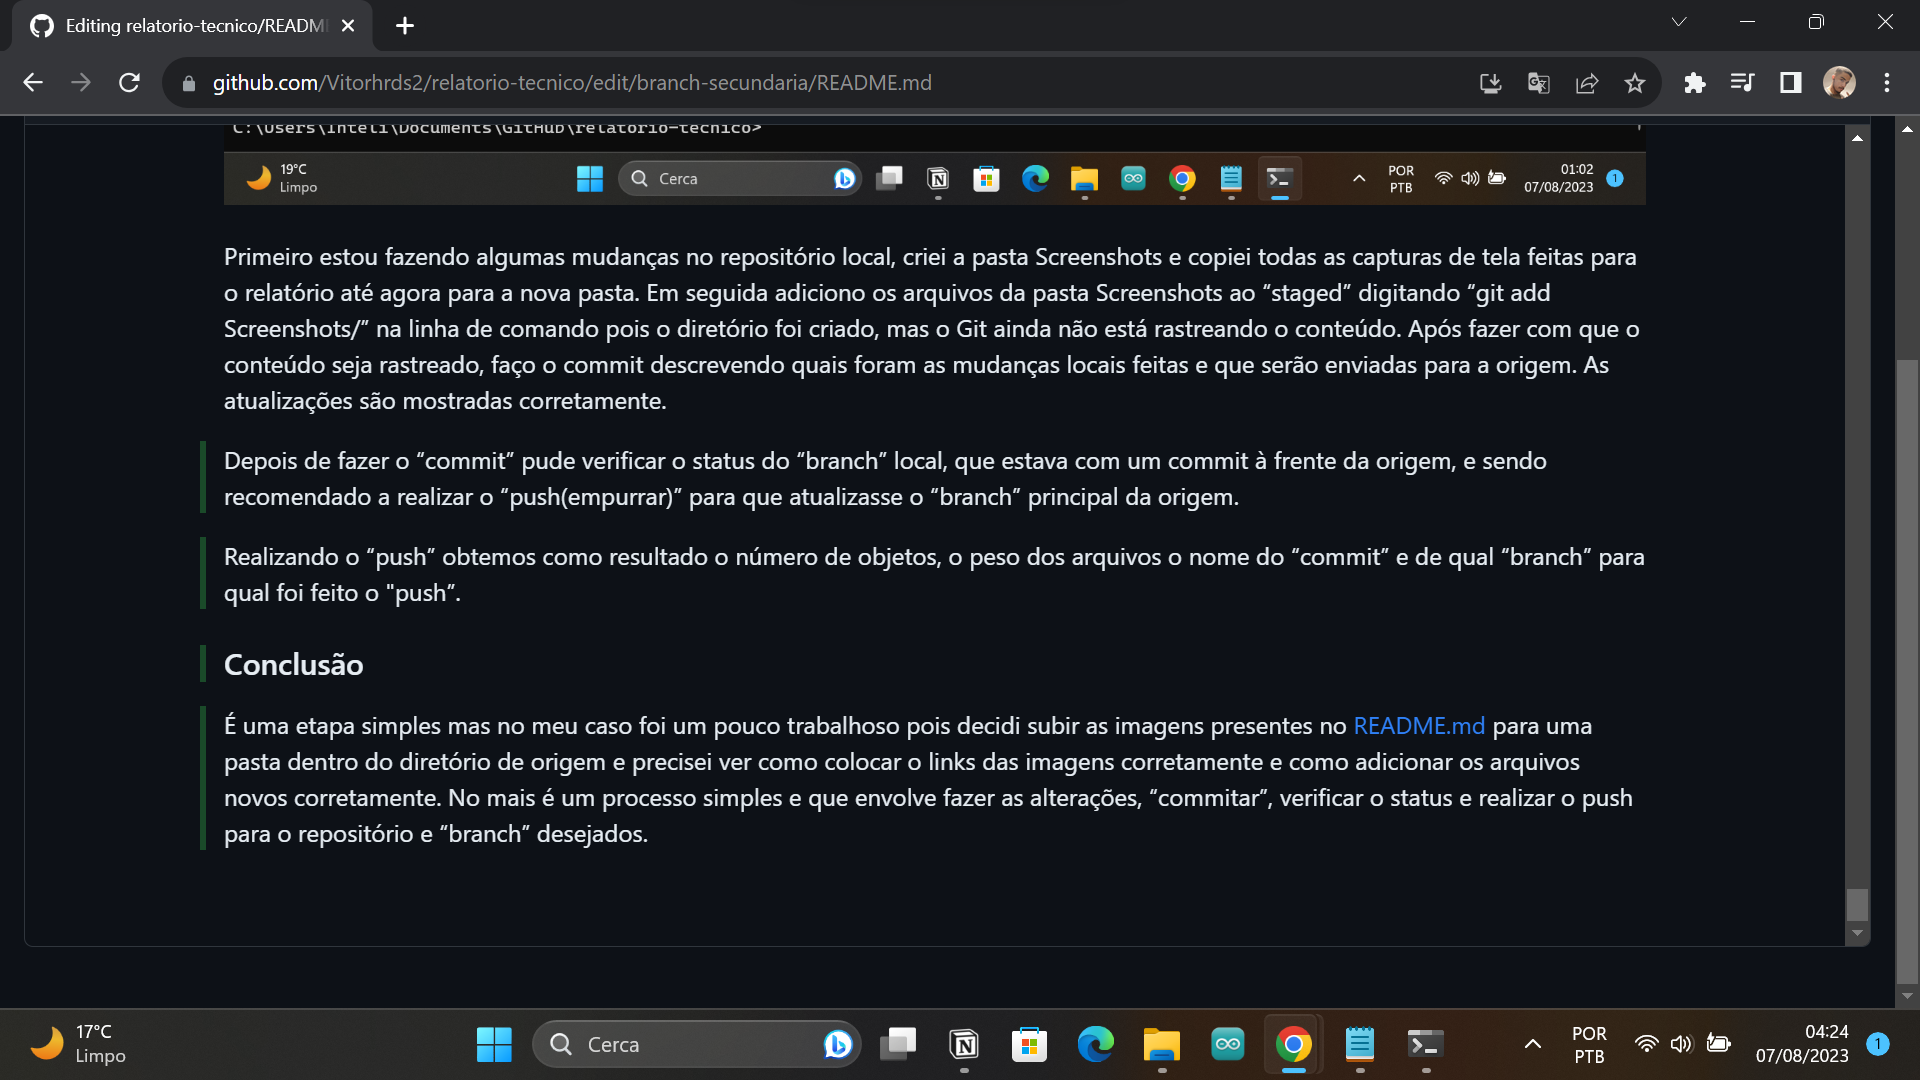 Editing relatorio-tecnico/READM
github.com/Vitorhrds2/relatorio-tecnico/edit/branch-secundaria/README.md
C:\Users\Inteli\Documents\GitHub\relatorio-tecnico>
19°C
Limpo
Cerca
POR
PTB
01:02
07/08/2023
1
Primeiro estou fazendo algumas mudanças no repositório local, criei a pasta Screenshots e copiei todas as capturas de tela feitas para
o relatório até agora para a nova pasta. Em seguida adiciono os arquivos da pasta Screenshots ao “staged” digitando “git add
Screenshots/” na linha de comando pois o diretório foi criado, mas o Git ainda não está rastreando o conteúdo. Após fazer com que o
conteúdo seja rastreado, faço o commit descrevendo quais foram as mudanças locais feitas e que serão enviadas para a origem. As
atualizações são mostradas corretamente.
Depois de fazer o “commit” pude verificar o status do “branch” local, que estava com um commit à frente da origem, e sendo
recomendado a realizar o “push(empurrar)” para que atualizasse o “branch” principal da origem.
Realizando o “push” obtemos como resultado o número de objetos, o peso dos arquivos o nome do “commit” e de qual “branch” para
qual foi feito o "push”.
Conclusão
É uma etapa simples mas no meu caso foi um pouco trabalhoso pois decidi subir as imagens presentes no README.md para uma
pasta dentro do diretório de origem e precisei ver como colocar o links das imagens corretamente e como adicionar os arquivos
novos corretamente. No mais é um processo simples e que envolve fazer as alterações, “commitar”, verificar o status e realizar o push
para o repositório e “branch” desejados.
17°C
Limpo
Cerca
POR
PTB
04:24
07/08/2023
1